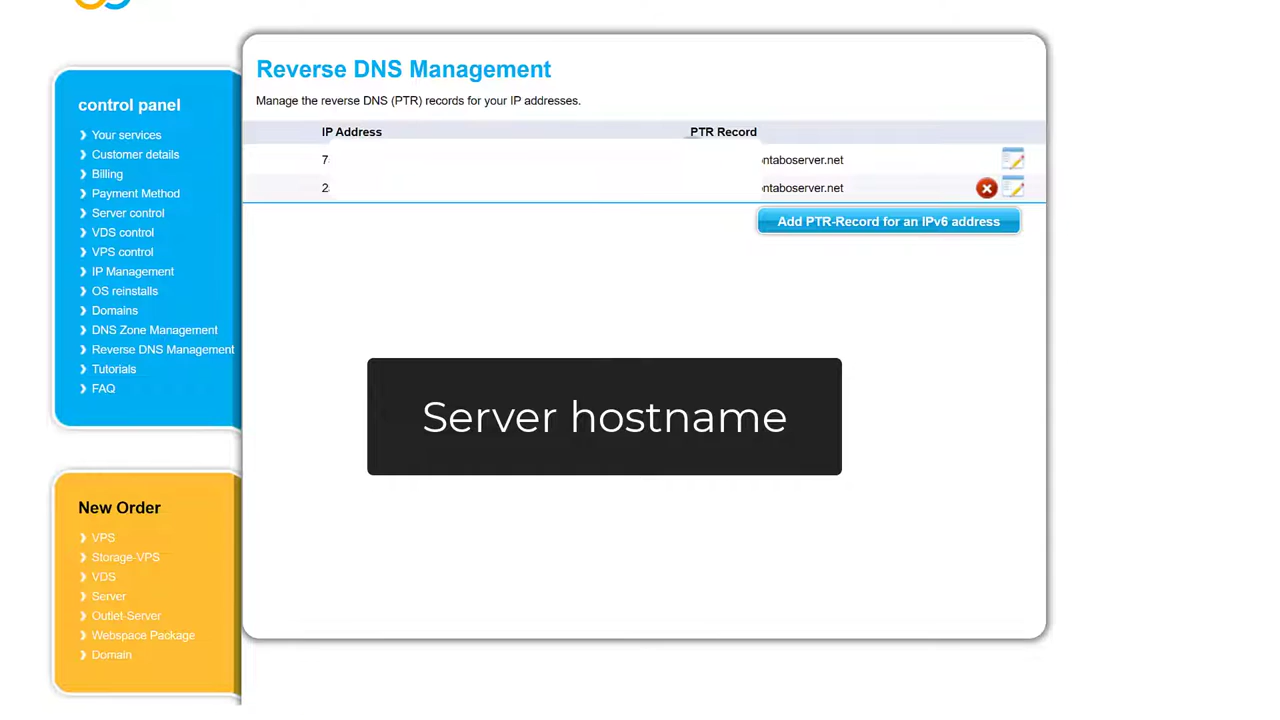 Reverse DNS Management
Manage the reverse DNS (PTR) records for your IP addresses.
IP Address PTR Record
7 ontaboserver.net
2 ontaboserver.net
Add PTR-Record for an IPv6 address
control panel
Your services
Customer details
Billing
Payment Method
Server control
VDS control
VPS control
IP Management
OS reinstalls
Domains
DNS Zone Management
Reverse DNS Management
Tutorials
FAQ
Server hostname
New Order
VPS
Storage-VPS
VDS
Server
Outlet-Server
Webspace Package
Domain